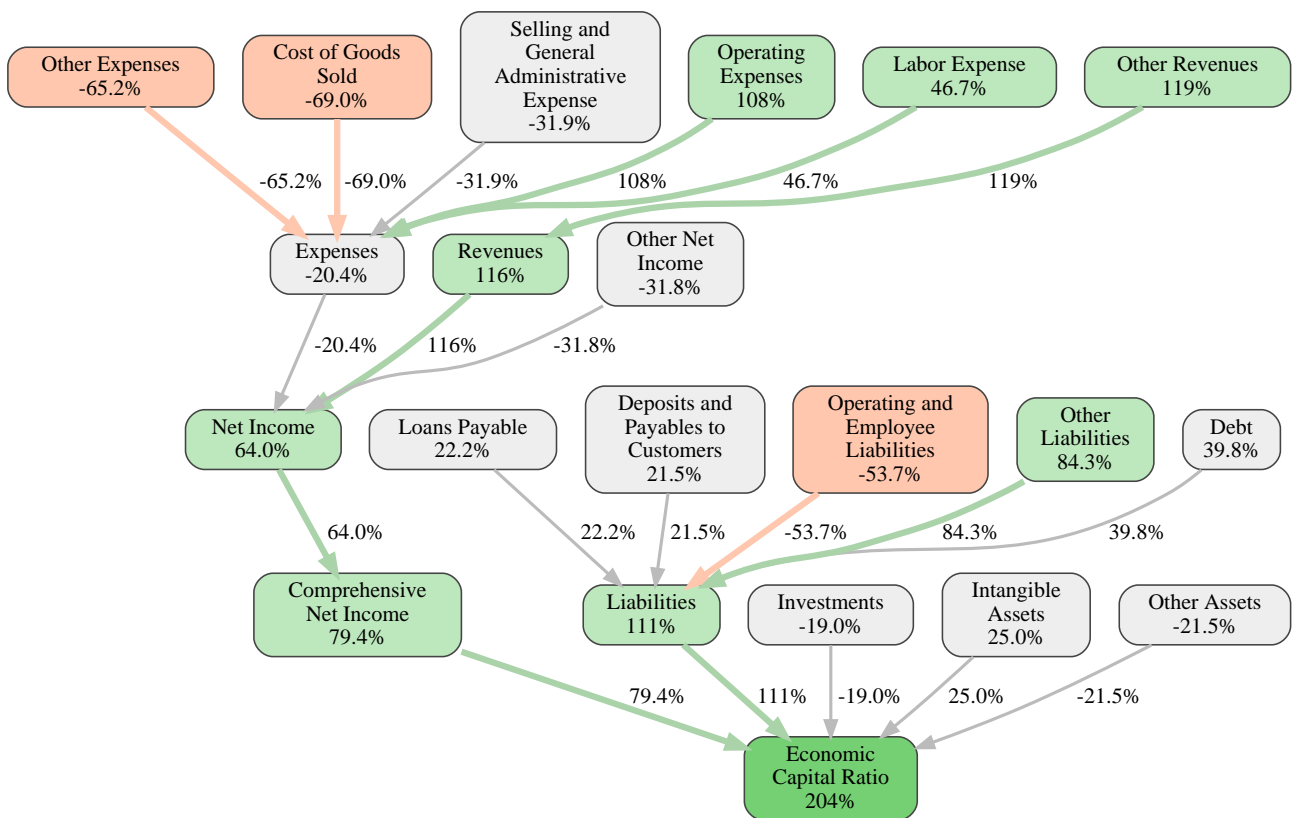 Other Expenses
-65.2%
Cost of Goods
Sold
-69.0%
Selling and
General
Administrative
Expense
-31.9%
Operating
Expenses
108%
Labor Expense
46.7%
Other Revenues
119%
-65.2%
-69.0%
-31.9%
108%
46.7%
119%
Expenses
-20.4%
Revenues
116%
Other Net
Income
-31.8%
-20.4%
116%
-31.8%
Net Income
64.0%
Loans Payable
22.2%
Deposits and
Payables to
Customers
21.5%
Operating and
Employee
Liabilities
-53.7%
Other
Liabilities
84.3%
Debt
39.8%
64.0%
22.2%
21.5%
-53.7%
84.3%
39.8%
Comprehensive
Net Income
79.4%
Liabilities
111%
Investments
-19.0%
Intangible
Assets
25.0%
Other Assets
-21.5%
79.4%
111%
-19.0%
25.0%
-21.5%
Economic
Capital Ratio
204%